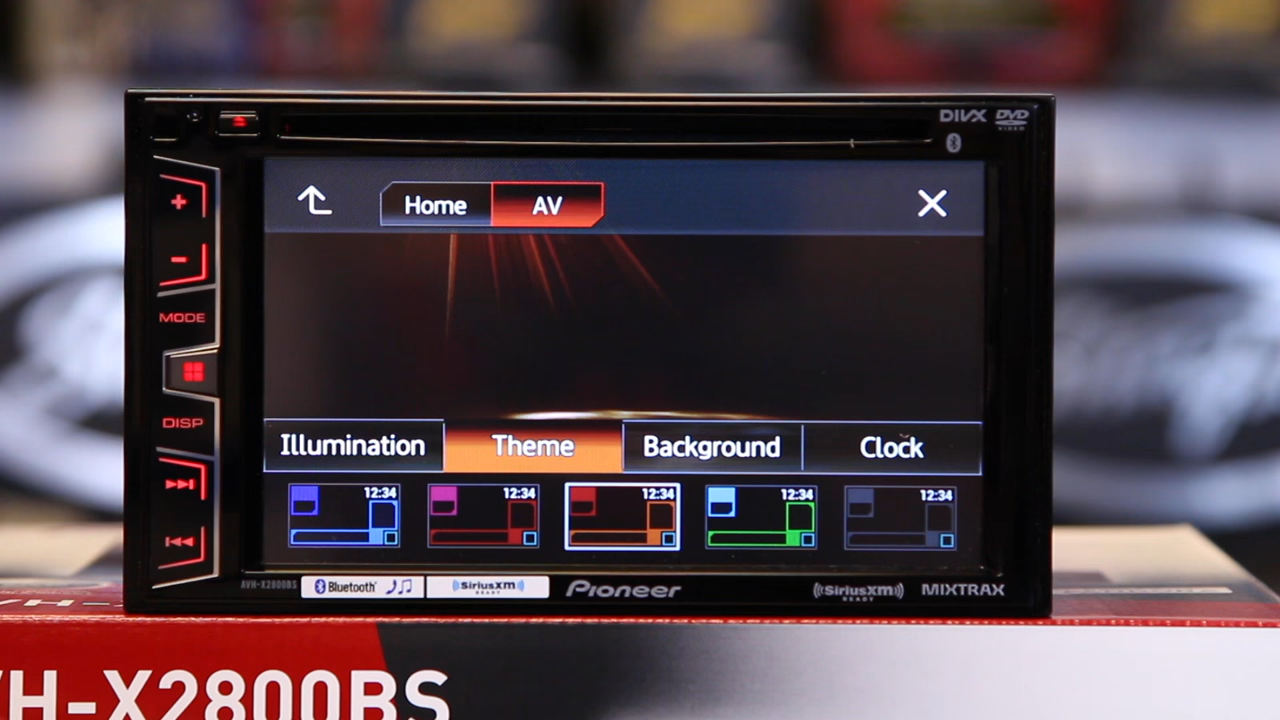 DIVX DVD
VIDEO
Home AV
MODE
DISP
Illumination Theme Background Clock
12:34 12:34 12:34 12:34 12:34
AVH-X2800BS Bluetooth SiriusXM READY Pioneer SiriusXM READY MIXTRAX
VH-X2800BS